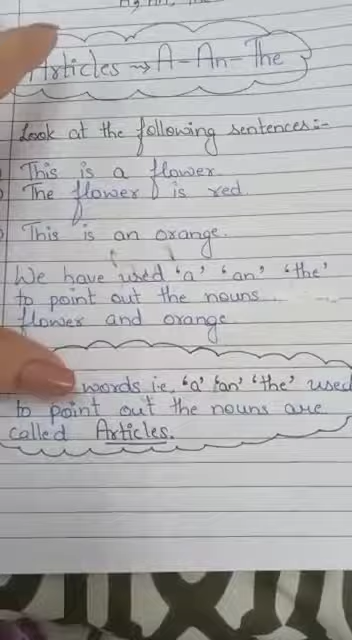 Articles → A-An-The
Look at the following sentences:-
This is a flower.
The flower is red.
This is an orange.
We have used 'a' 'an' 'the'
to point out the nouns
flower and orange.
words i.e. 'a' 'an' 'the' used
to point out the nouns are
called Articles.